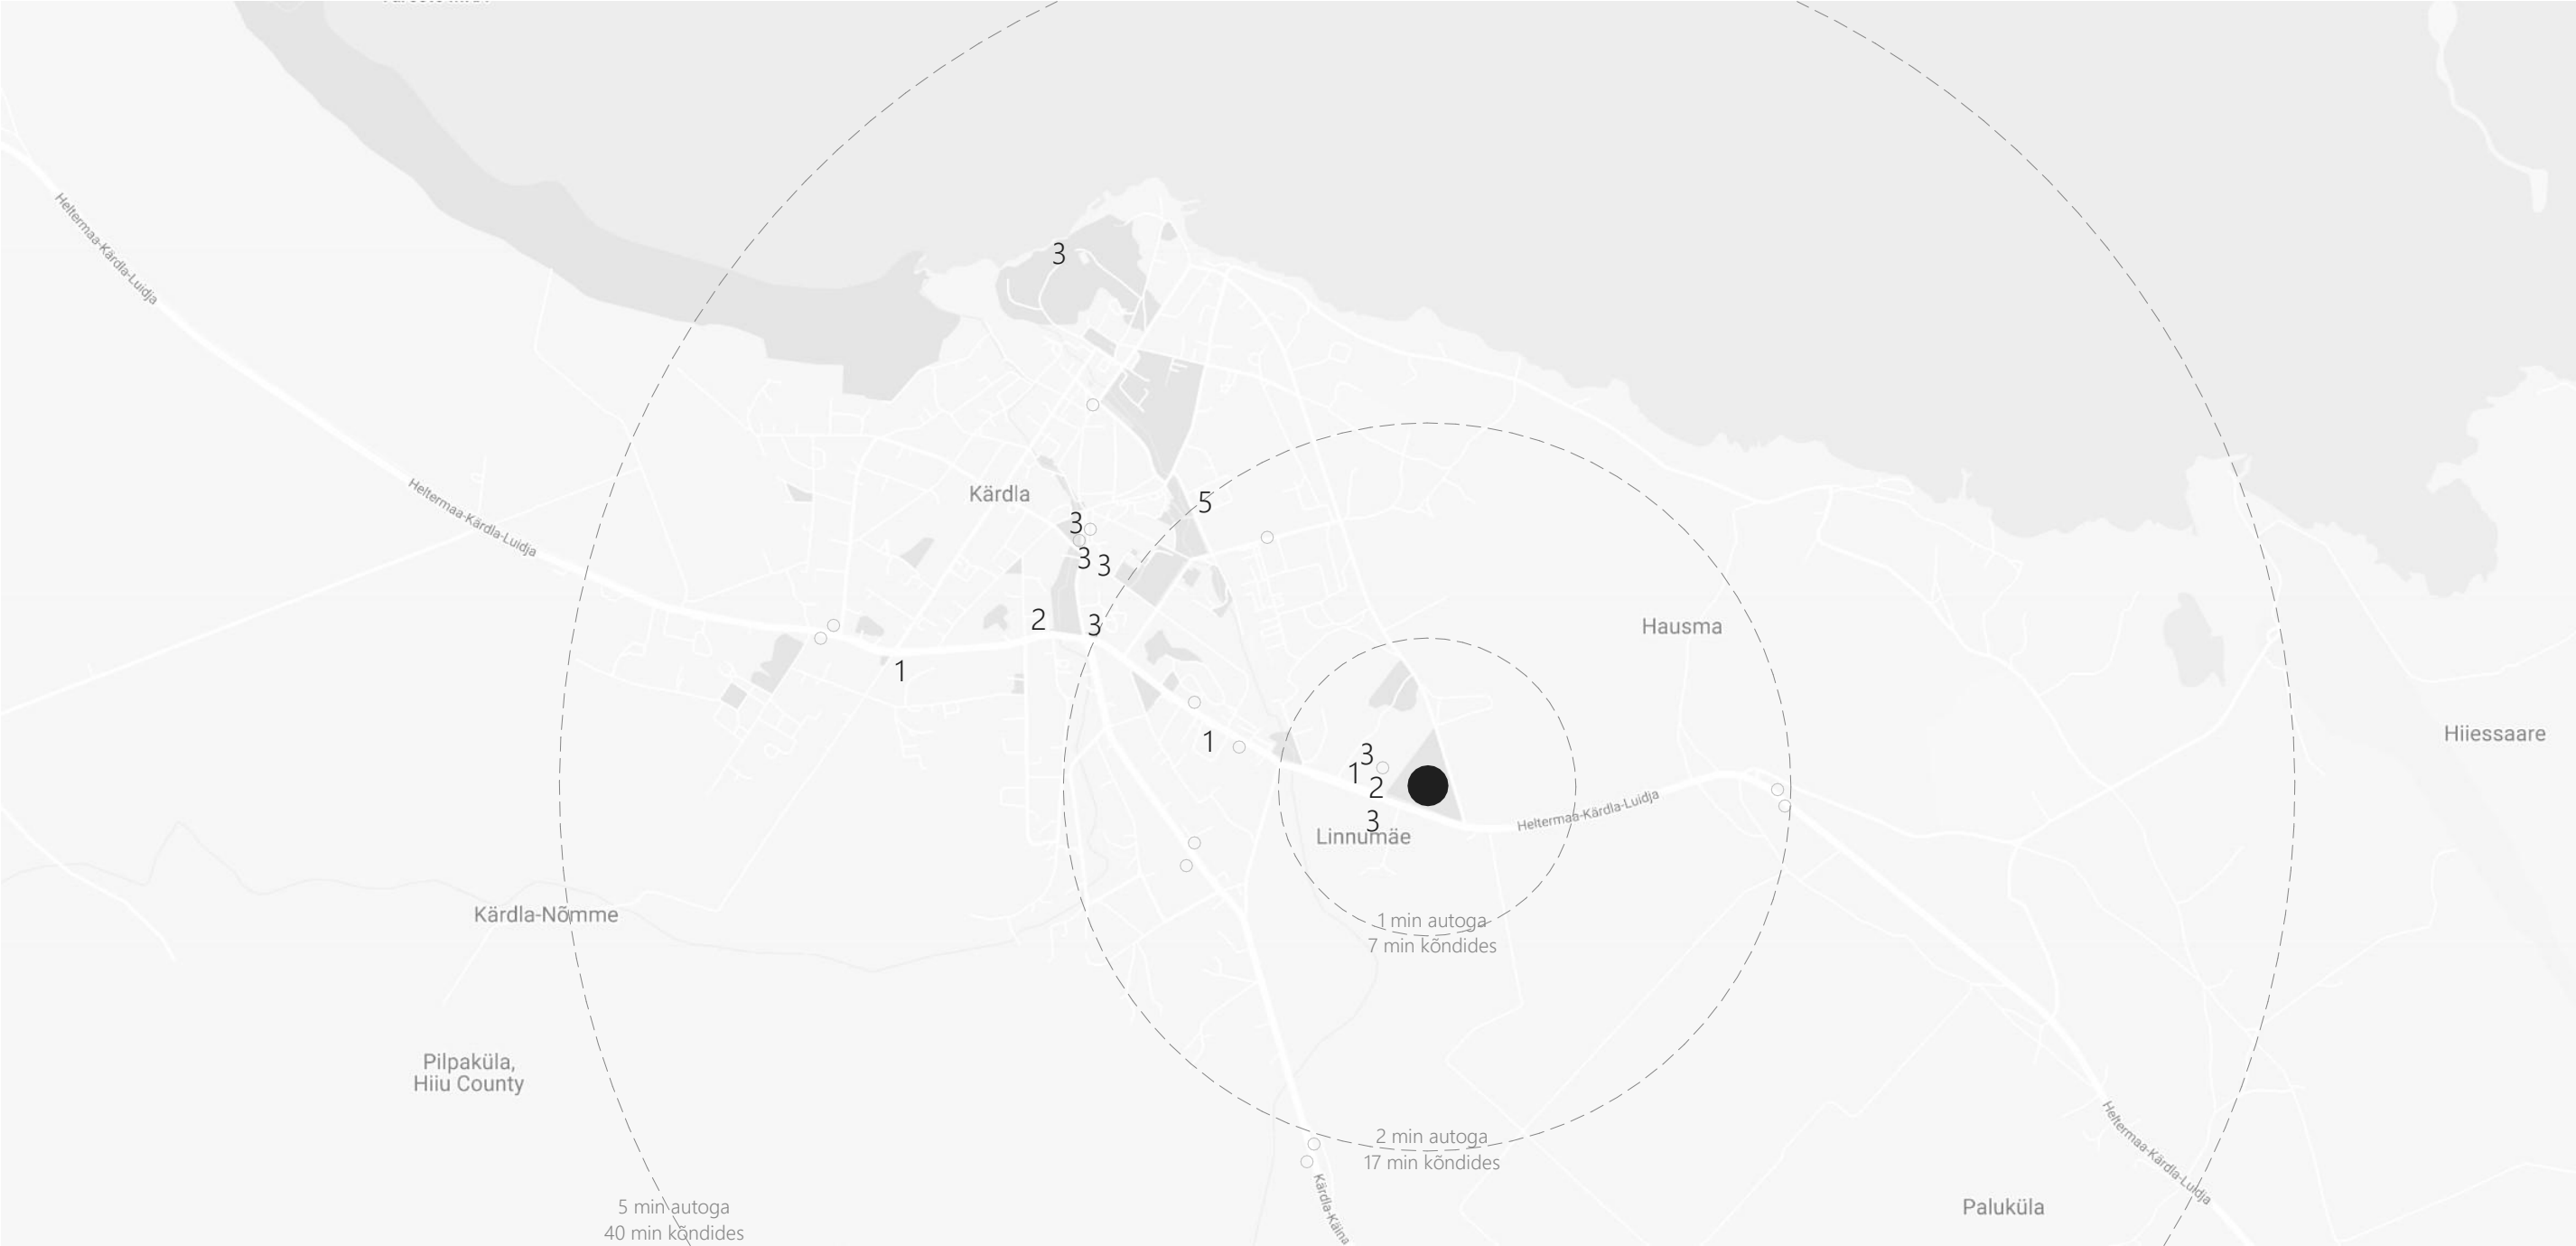 Heltermaa-Kärdla-Luidja
3
Heltermaa-Kärdla-Luidja
Kärdla
5
3
3
3
2
3
Hausma
1
1
Hiiessaare
3
1
2
3
Heltermaa-Kärdla-Luidja
Linnumäe
Kärdla-Nõmme
1 min autoga
7 min kõndides
Pilpaküla,
Hiiu County
2 min autoga
17 min kõndides
Heltermaa-Kärdla-Luidja
Kärdla-Käina
5 min autoga
40 min kõndides
Paluküla